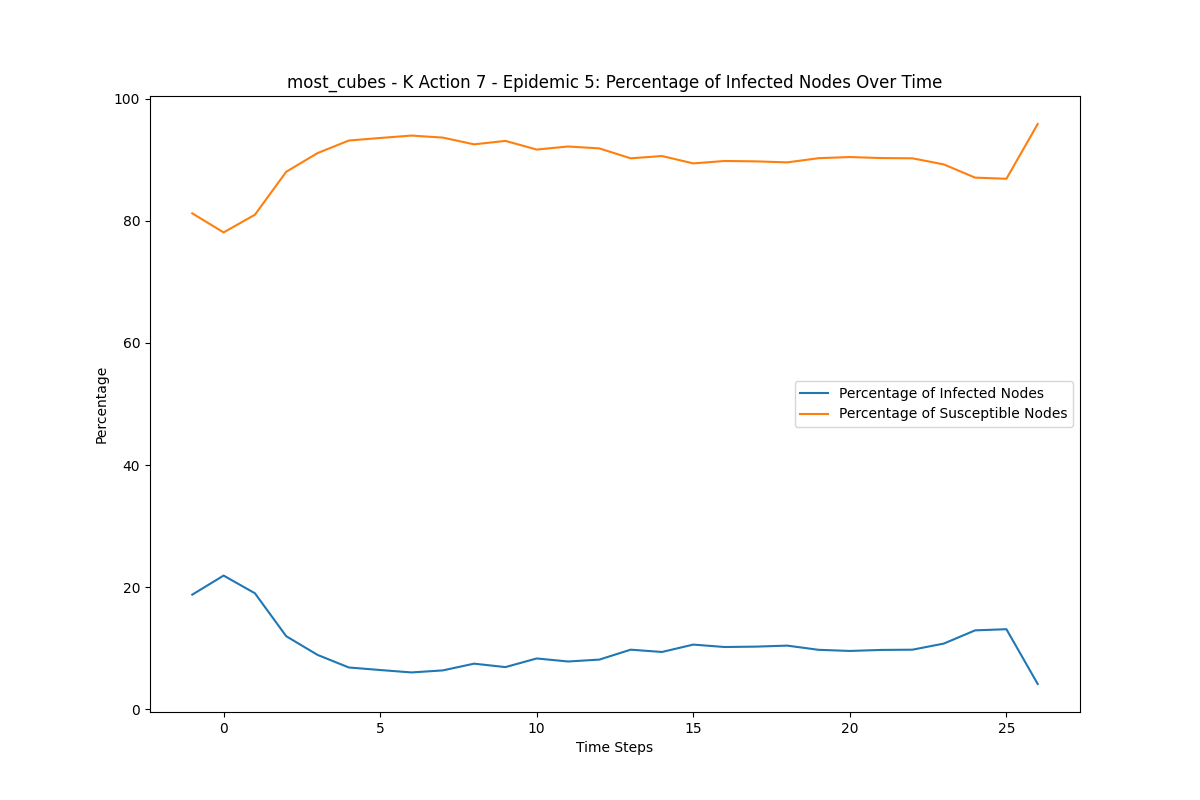 most_cubes - K Action 7 - Epidemic 5: Percentage of Infected Nodes Over Time
100
80
60
40
20
0
Percentage
Percentage of Infected Nodes
Percentage of Susceptible Nodes
0 5 10 15 20 25
Time Steps